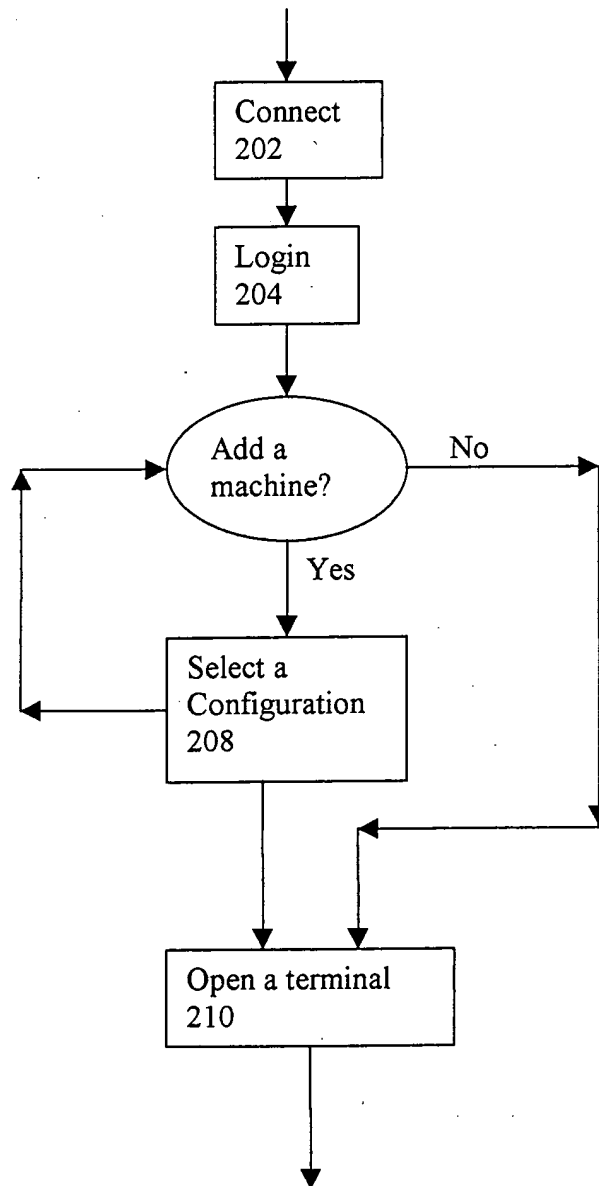 Connect
202
Login
204
Add a
machine?
No
Yes
Select a
Configuration
208
Open a terminal
210